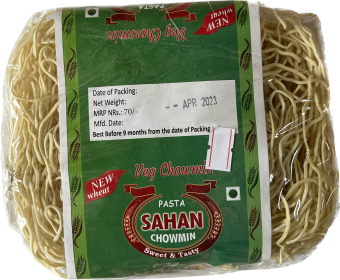 PASTA
Veg Chowmin
NEW
wheat
Date of Packing:
Net Weight:
-- APR 2023
MRP NRs.: 70/-
Mfd. Date:
Best Before 9 months from the date of Packing
Veg Chowmin
NEW
wheat
PASTA
SAHAN
CHOWMIN
Sweet & Tasty